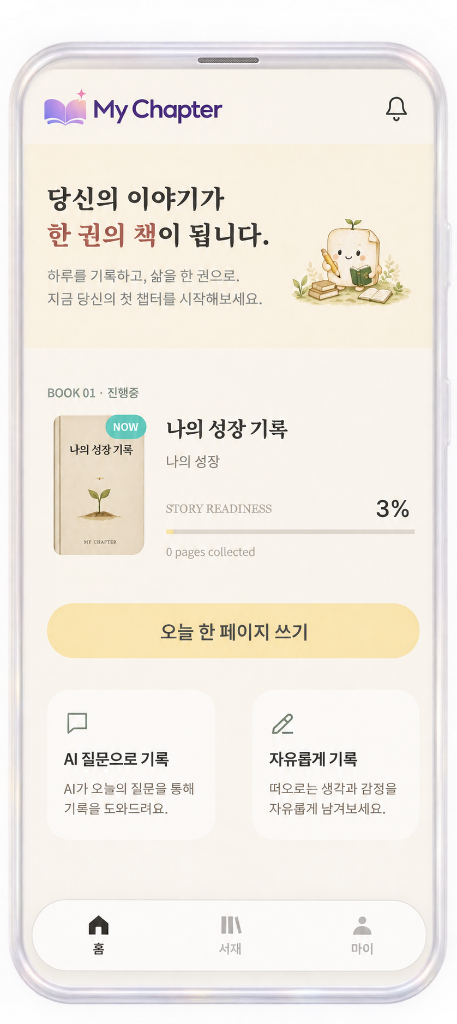 My Chapter
당신의 이야기가
한 권의 책이 됩니다.
하루를 기록하고, 삶을 한 권으로.
지금 당신의 첫 챕터를 시작해보세요.
BOOK 01 · 진행중
NOW
나의 성장 기록
MY CHAPTER
나의 성장 기록
나의 성장
STORY READINESS
3%
0 pages collected
오늘 한 페이지 쓰기
AI 질문으로 기록
AI가 오늘의 질문을 통해
기록을 도와드려요.
자유롭게 기록
떠오르는 생각과 감정을
자유롭게 남겨보세요.
홈
서재
마이